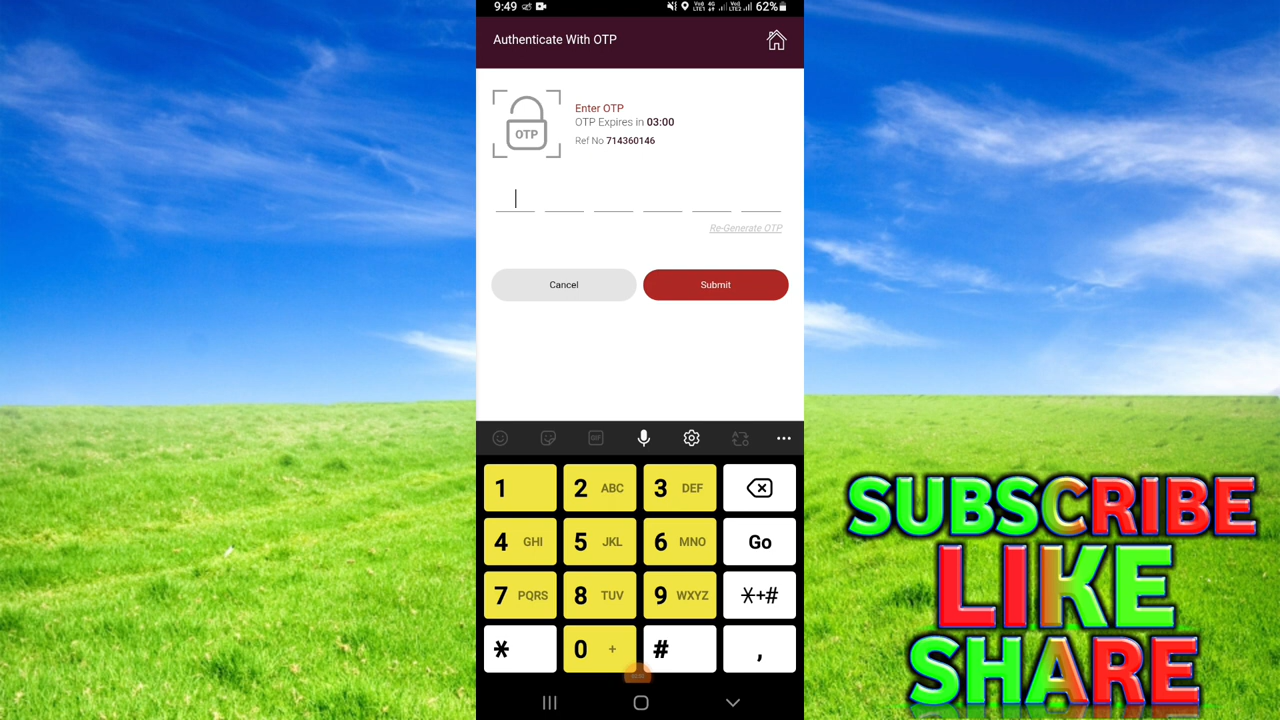 9:49 62%
Authenticate With OTP
OTP
Enter OTP
OTP Expires in 03:00
Ref No 714360146
Re-Generate OTP
Cancel Submit
GIF
1 2 ABC 3 DEF
4 GHI 5 JKL 6 MNO Go
7 PQRS 8 TUV 9 WXYZ *+#
* 0 + # ,
SUBSCRIBE
LIKE
SHARE